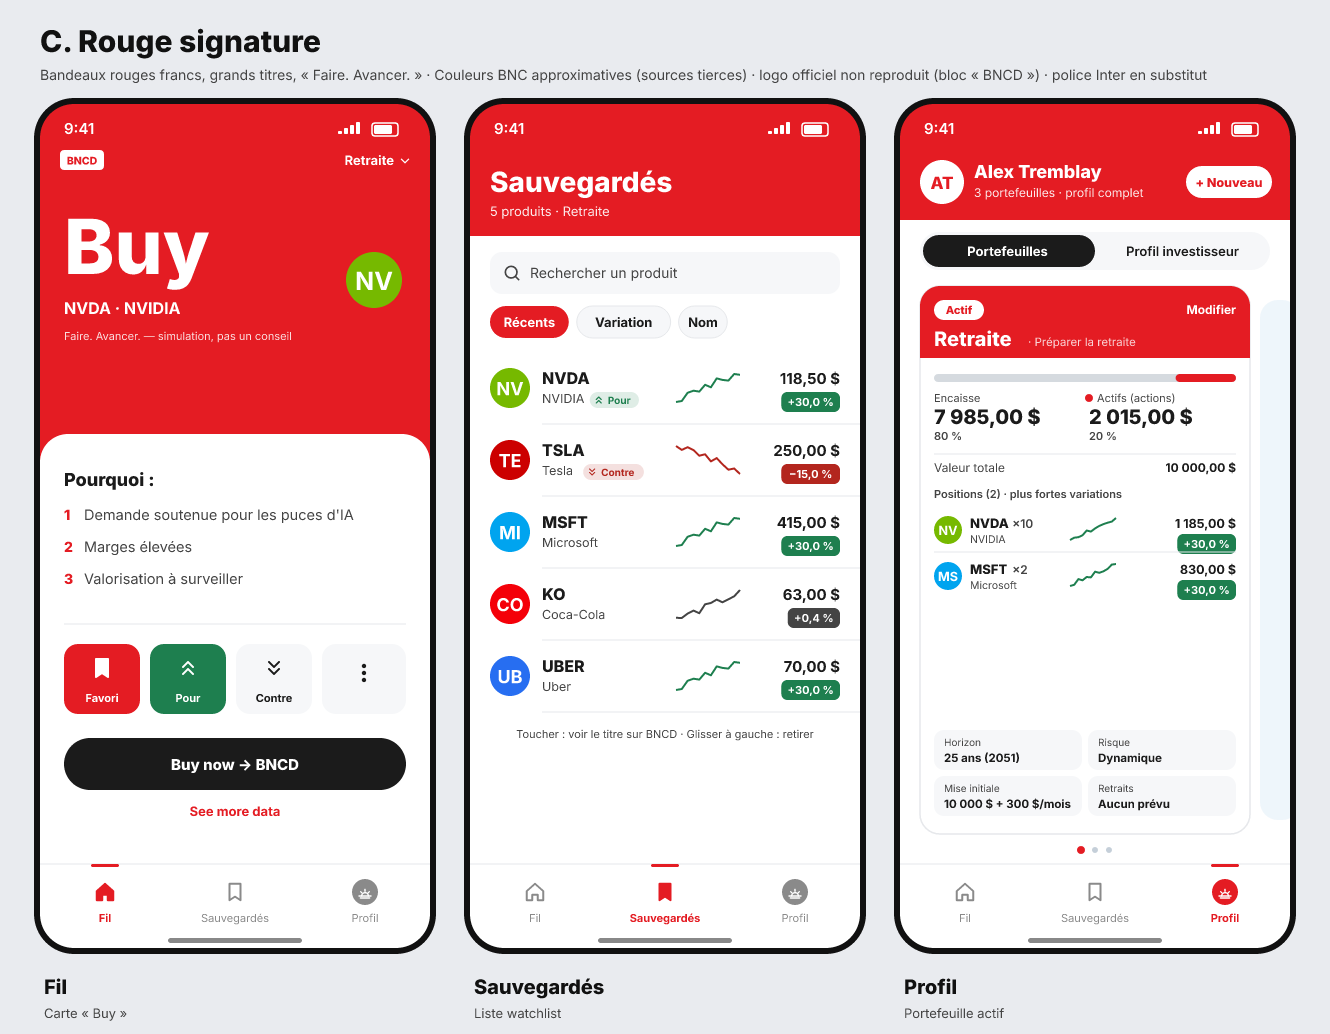 C. Rouge signature
Bandeaux rouges francs, grands titres, « Faire. Avancer. » · Couleurs BNC approximatives (sources tierces) · logo officiel non reproduit (bloc « BNCD ») · police Inter en substitut
9:41
BNCD
Retraite
Buy
NV
NVDA · NVIDIA
Faire. Avancer. — simulation, pas un conseil
Pourquoi :
1 Demande soutenue pour les puces d'IA
2 Marges élevées
3 Valorisation à surveiller
Favori
Pour
Contre
Buy now → BNCD
See more data
Fil
Sauvegardés
Profil
9:41
Sauvegardés
5 produits · Retraite
Rechercher un produit
Récents
Variation
Nom
NV
NVDA
118,50 $
NVIDIA
Pour
+30,0 %
TE
TSLA
250,00 $
Tesla
Contre
−15,0 %
MI
MSFT
415,00 $
Microsoft
+30,0 %
CO
KO
63,00 $
Coca-Cola
+0,4 %
UB
UBER
70,00 $
Uber
+30,0 %
Toucher : voir le titre sur BNCD · Glisser à gauche : retirer
Fil
Sauvegardés
Profil
9:41
AT
Alex Tremblay
3 portefeuilles · profil complet
+ Nouveau
Portefeuilles
Profil investisseur
Actif
Modifier
Retraite · Préparer la retraite
Encaisse
Actifs (actions)
7 985,00 $
2 015,00 $
80 %
20 %
Valeur totale
10 000,00 $
Positions (2) · plus fortes variations
NV
NVDA ×10
1 185,00 $
NVIDIA
+30,0 %
MS
MSFT ×2
830,00 $
Microsoft
+30,0 %
Horizon
25 ans (2051)
Risque
Dynamique
Mise initiale
10 000 $ + 300 $/mois
Retraits
Aucun prévu
Fil
Sauvegardés
Profil
Fil
Carte « Buy »
Sauvegardés
Liste watchlist
Profil
Portefeuille actif